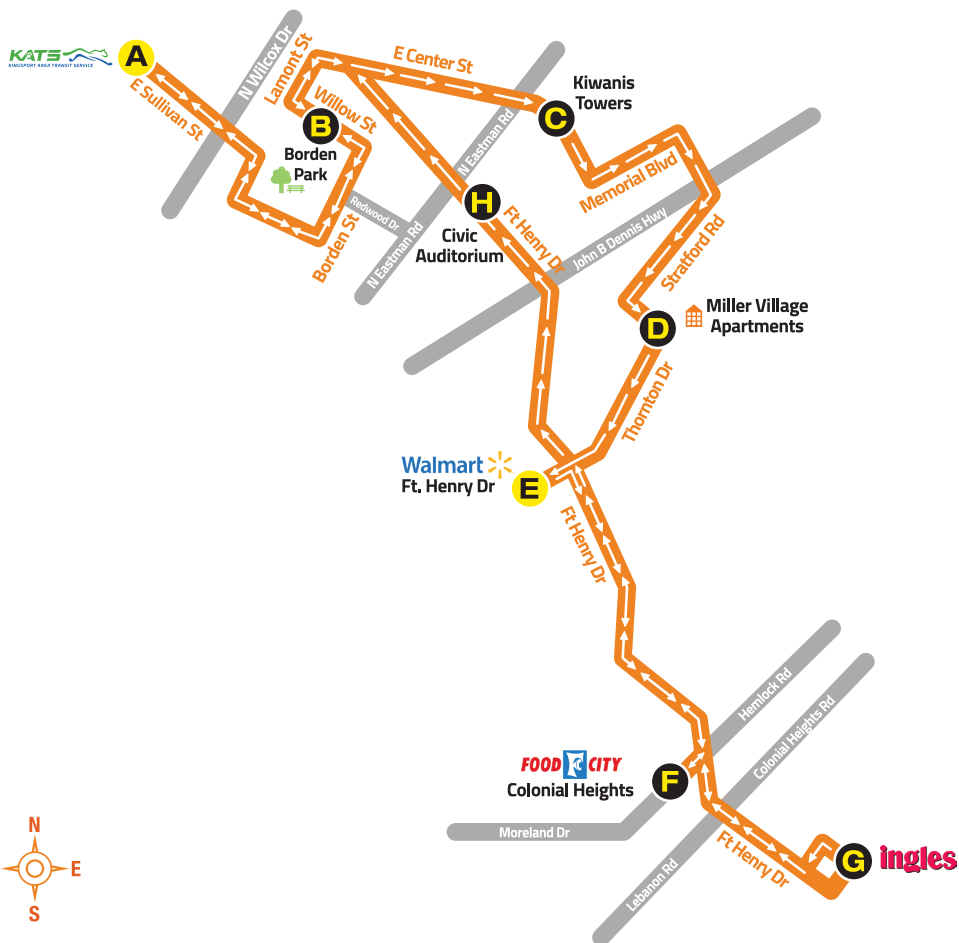 KATS
KINGSPORT AREA TRANSIT SERVICE
A
E Sullivan St
N Wilcox Dr
Lamont St
Willow St
B
Borden
Park
Borden St
Redwood Dr
E Center St
N Eastman Rd
N Eastman Rd
Kiwanis
Towers
C
Memorial Blvd
H
Civic
Auditorium
Ft Henry Dr
John B Dennis Hwy
Stratford Rd
D
Miller Village
Apartments
Thornton Dr
Walmart
Ft. Henry Dr
E
Ft Henry Dr
Hemlock Rd
Colonial Heights Rd
FOOD FC CITY
Colonial Heights
F
Moreland Dr
Lebanon Rd
Ft Henry Dr
G
ingles
N
E
S